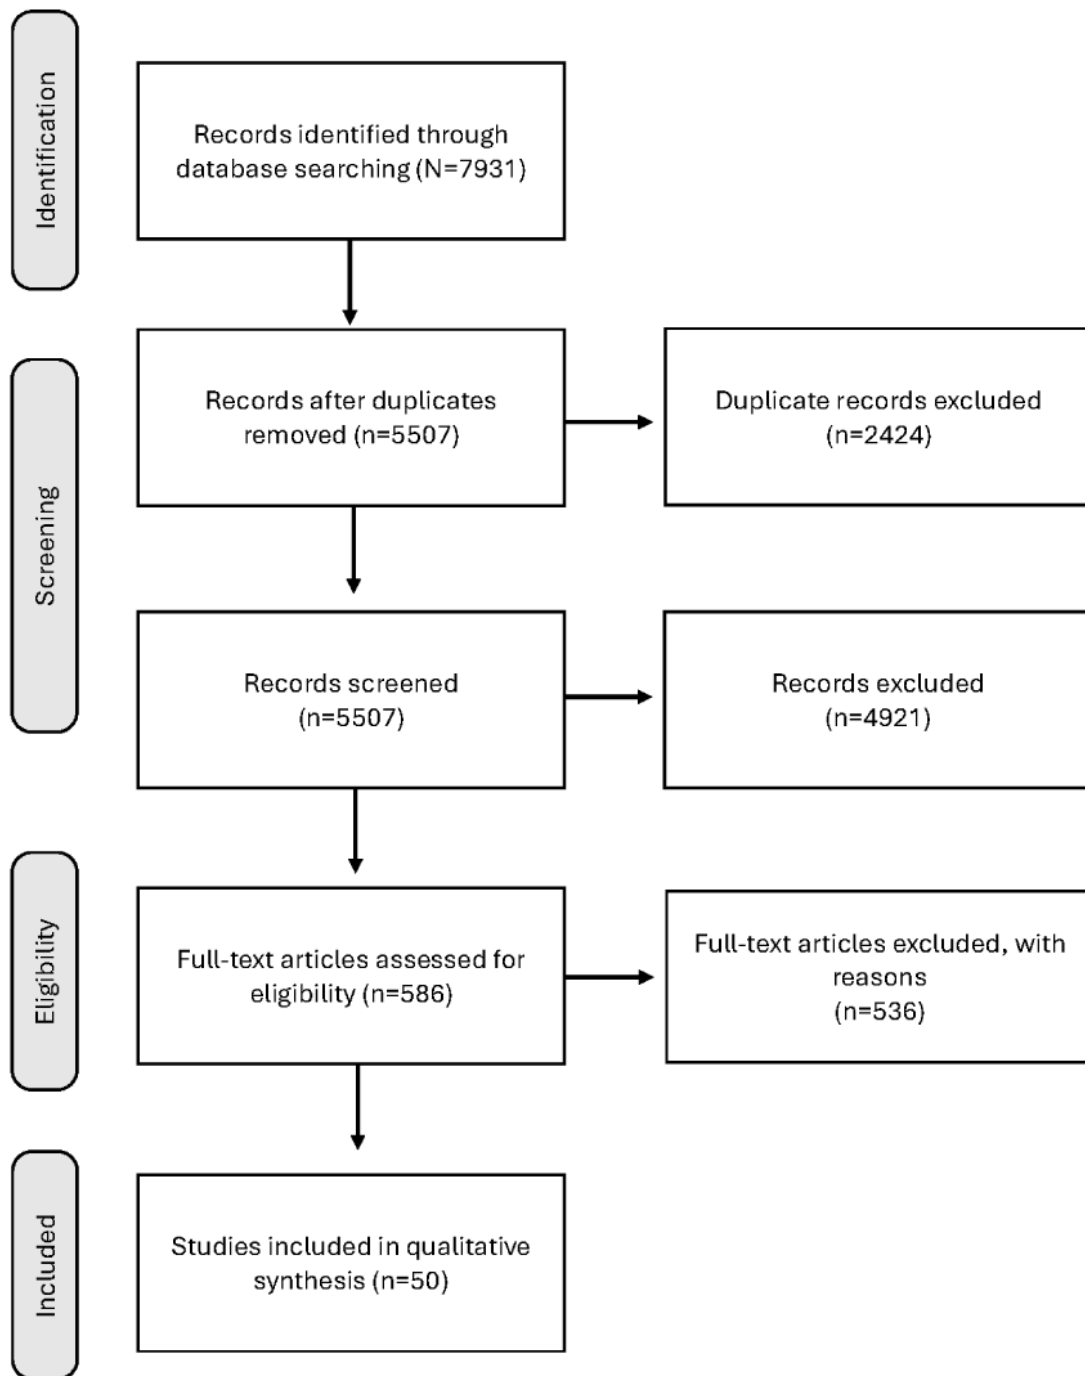 Identification
Records identified through
database searching (N=7931)
Screening
Records after duplicates
removed (n=5507)
Duplicate records excluded
(n=2424)
Records screened
(n=5507)
Records excluded
(n=4921)
Eligibility
Full-text articles assessed for
eligibility (n=586)
Full-text articles excluded, with
reasons
(n=536)
Included
Studies included in qualitative
synthesis (n=50)